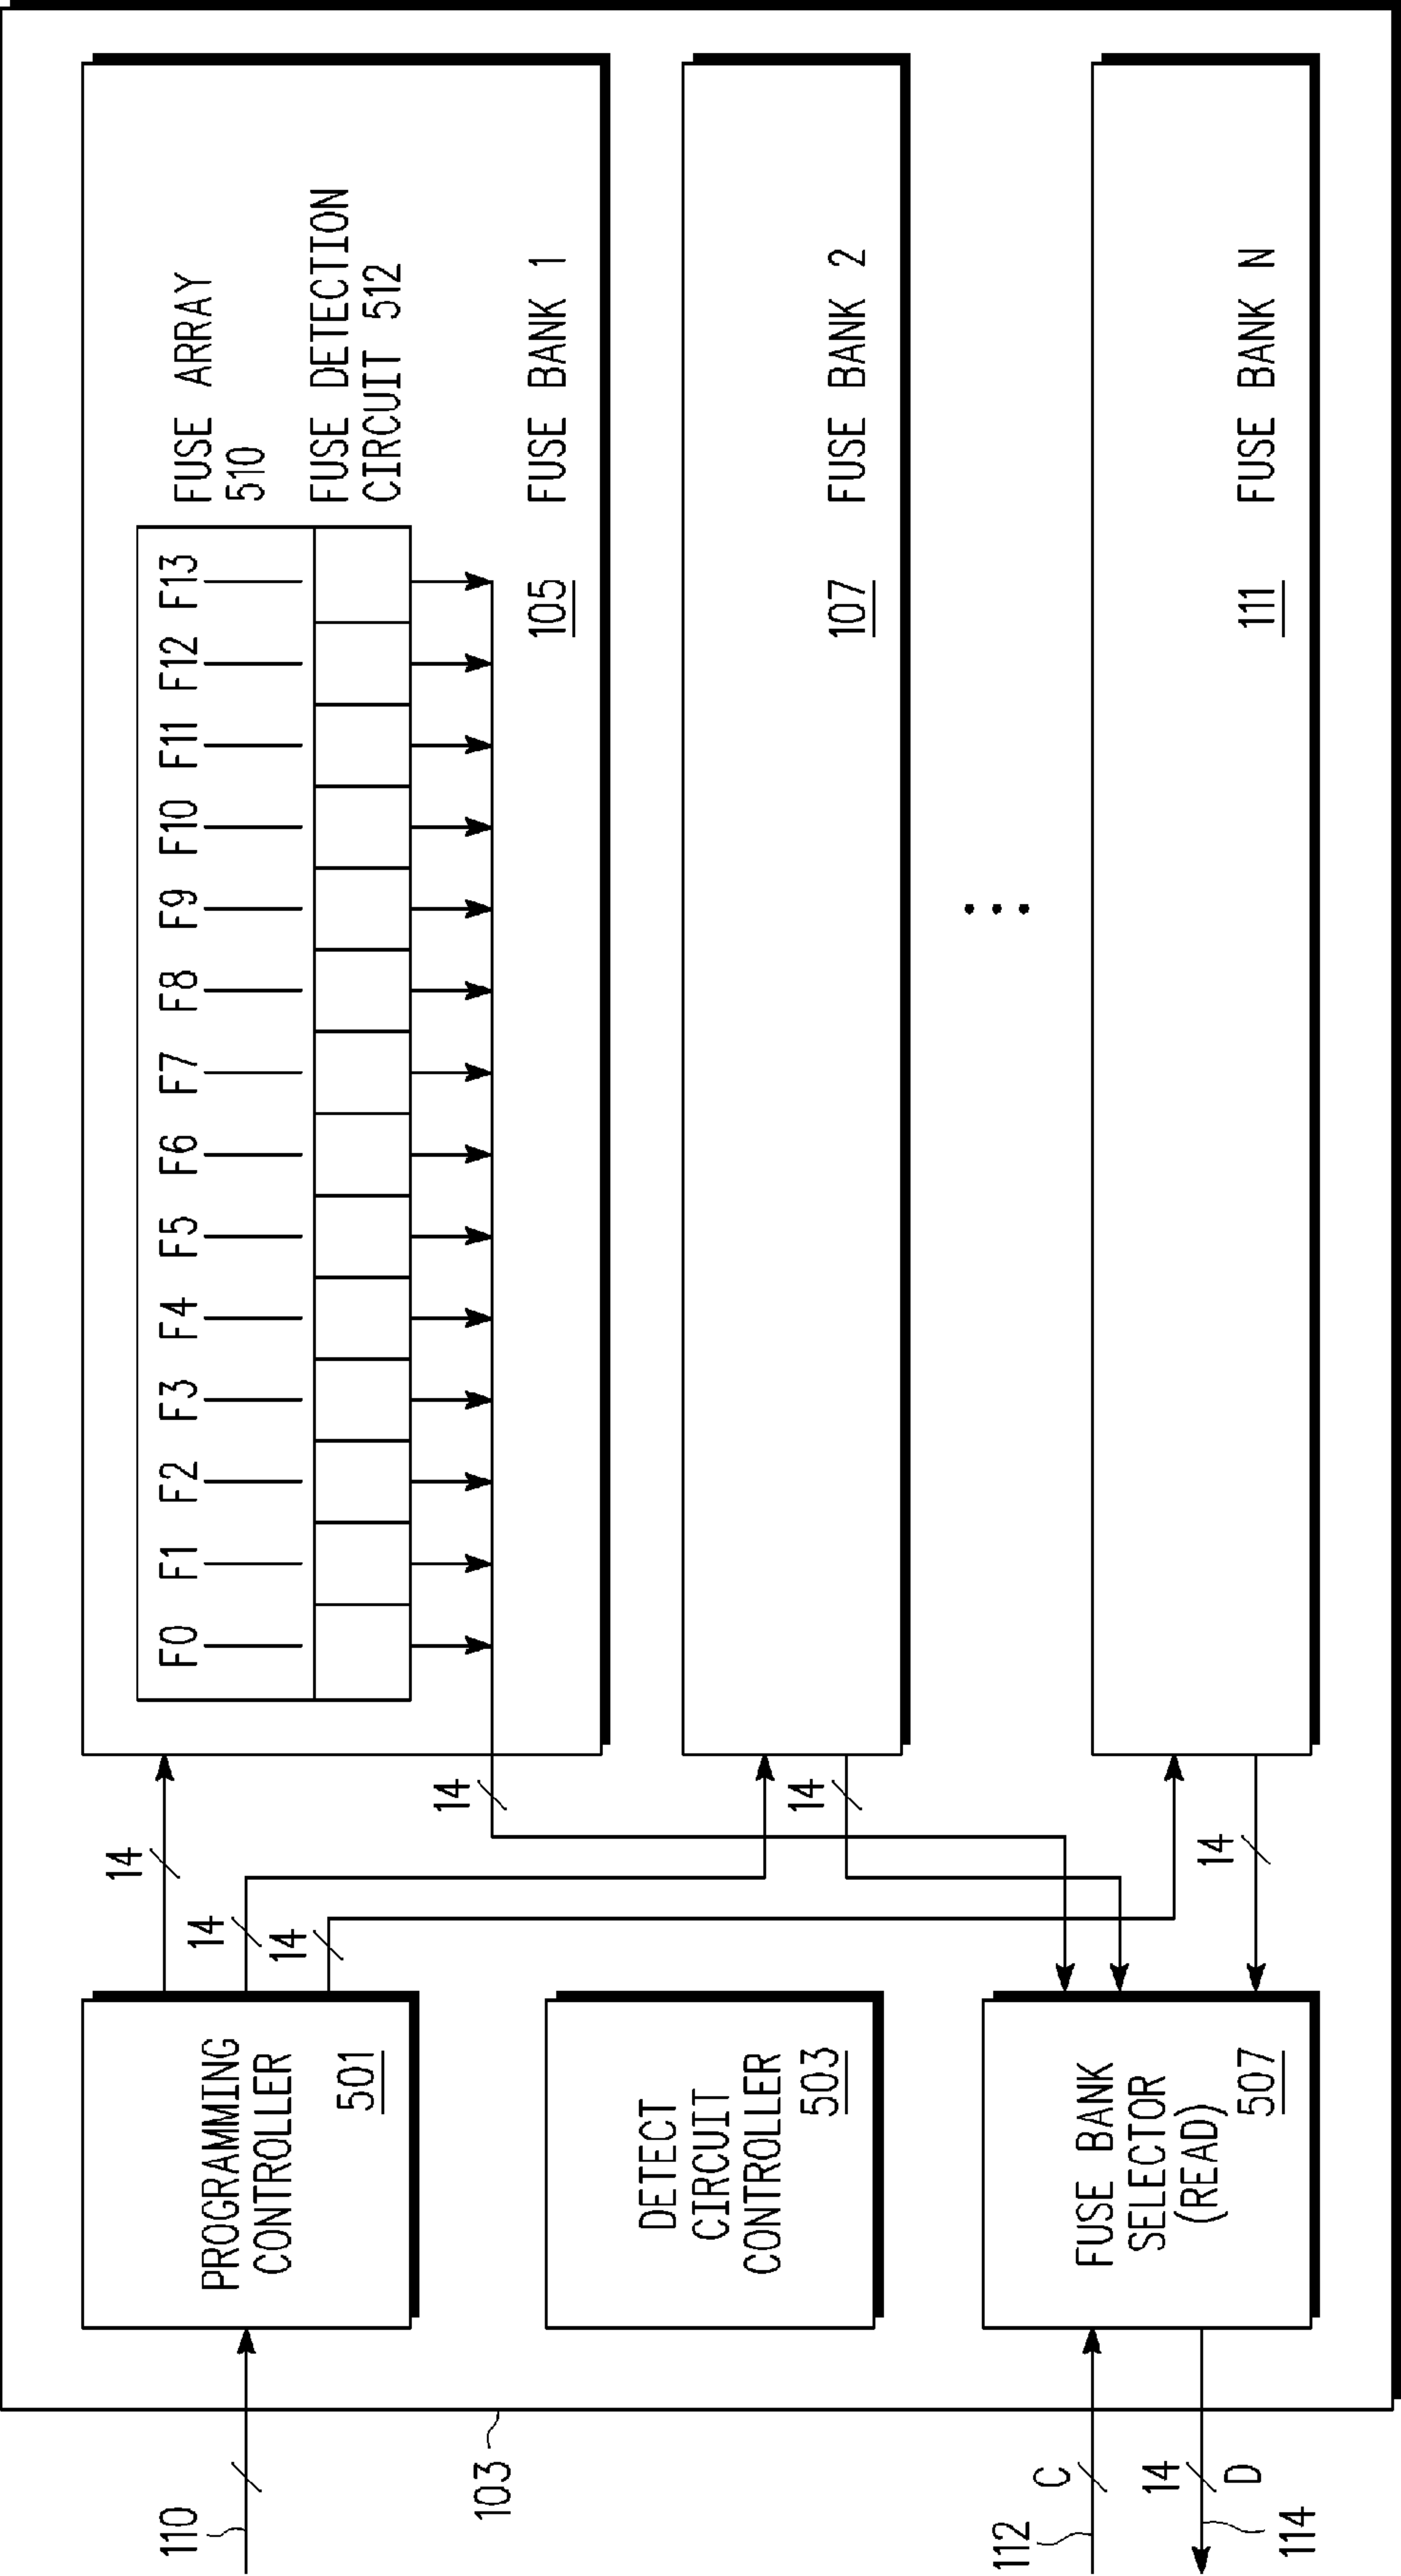 F0 F1 F2 F3 F4 F5 F6 F7 F8 F9 F10 F11 F12 F13
FUSE ARRAY
510
FUSE DETECTION
CIRCUIT 512
105 FUSE BANK 1
107 FUSE BANK 2
111 FUSE BANK N
14
14
14
14
14
14
PROGRAMMING
CONTROLLER
501
DETECT
CIRCUIT
CONTROLLER
503
FUSE BANK
SELECTOR
(READ)
507
110
103
112
C
14
D
114